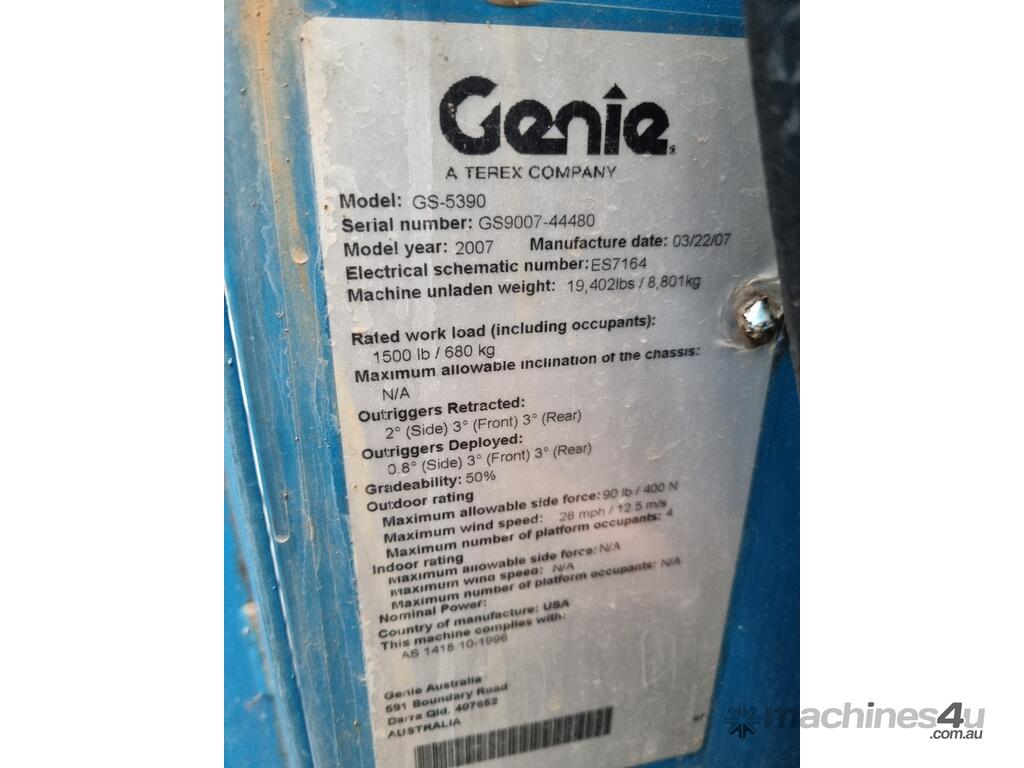 Genie
A TEREX COMPANY
Model: GS-5390
Serial number: GS9007-44480
Model year: 2007 Manufacture date: 03/22/07
Electrical schematic number: ES7164
Machine unladen weight: 19,402lbs / 8,801kg
Rated work load (including occupants):
1500 lb / 680 kg
Maximum allowable inclination of the chassis:
N/A
Outriggers Retracted:
2° (Side) 3° (Front) 3° (Rear)
Outriggers Deployed:
0.8° (Side) 3° (Front) 3° (Rear)
Gradeability: 50%
Outdoor rating
Maximum allowable side force: 90 lb / 400 N
Maximum wind speed: 28 mph / 12.5 m/s
Maximum number of platform occupants: 4
Indoor rating
Maximum allowable side force: N/A
Maximum wind speed: N/A
Maximum number of platform occupants: N/A
Nominal Power:
Country of manufacture: USA
This machine complies with:
AS 1418.10-1996
Genie Australia
591 Boundary Road
Darra Qld. 407652
AUSTRALIA
machines4u
.com.au